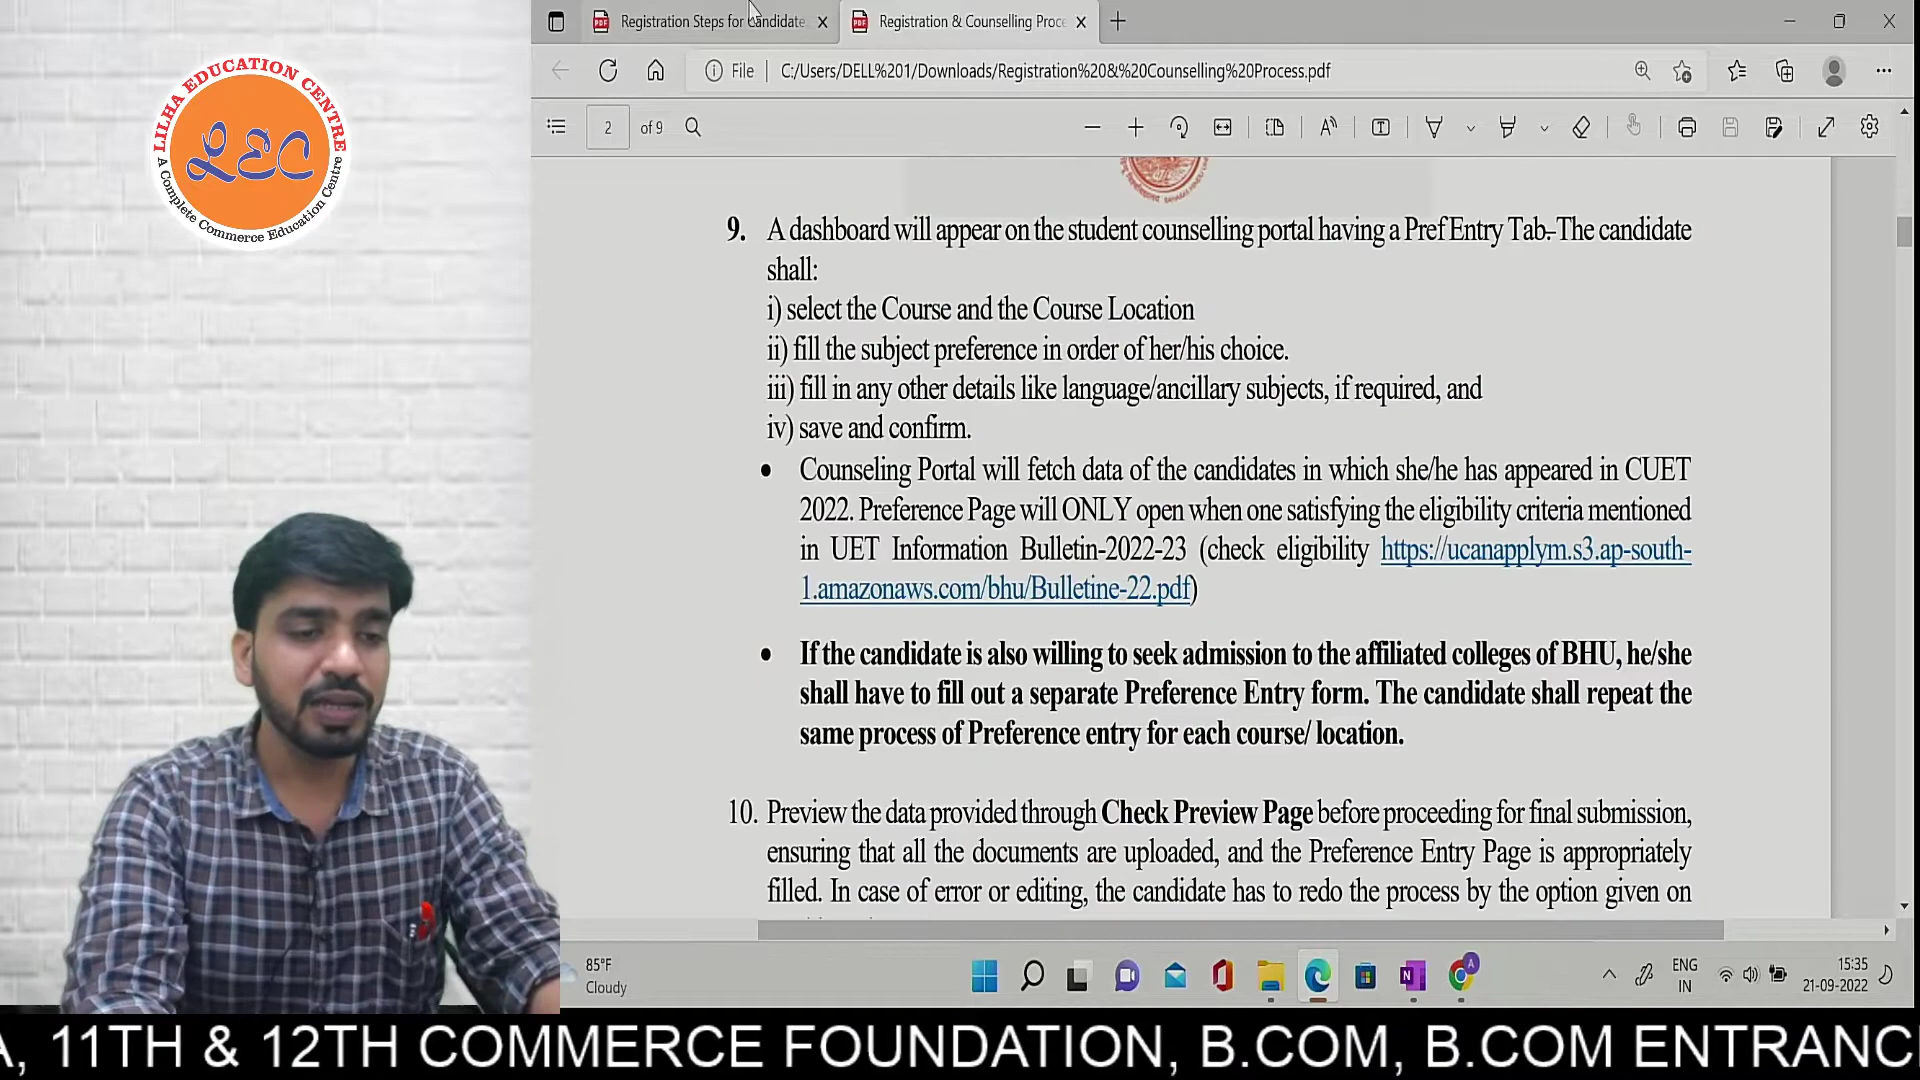 LILHA EDUCATION CENTRE
LEC
A Complete Commerce Education Centre
Registration Steps for Candidate
Registration & Counselling Proce
File
C:/Users/DELL%201/Downloads/Registration%20&%20Counselling%20Process.pdf
2 of 9
9. A dashboard will appear on the student counselling portal having a Pref Entry Tab-The candidate
shall:
i) select the Course and the Course Location
ii) fill the subject preference in order of her/his choice.
iii) fill in any other details like language/ancillary subjects, if required, and
iv) save and confirm.
• Counseling Portal will fetch data of the candidates in which she/he has appeared in CUET
2022. Preference Page will ONLY open when one satisfying the eligibility criteria mentioned
in UET Information Bulletin-2022-23 (check eligibility https://ucanapplym.s3.ap-south-
1.amazonaws.com/bhu/Bulletine-22.pdf)
• If the candidate is also willing to seek admission to the affiliated colleges of BHU, he/she
shall have to fill out a separate Preference Entry form. The candidate shall repeat the
same process of Preference entry for each course/ location.
10. Preview the data provided through Check Preview Page before proceeding for final submission,
ensuring that all the documents are uploaded, and the Preference Entry Page is appropriately
filled. In case of error or editing, the candidate has to redo the process by the option given on
85°F
Cloudy
ENG
IN
15:35
21-09-2022
A, 11TH & 12TH COMMERCE FOUNDATION, B.COM, B.COM ENTRANC